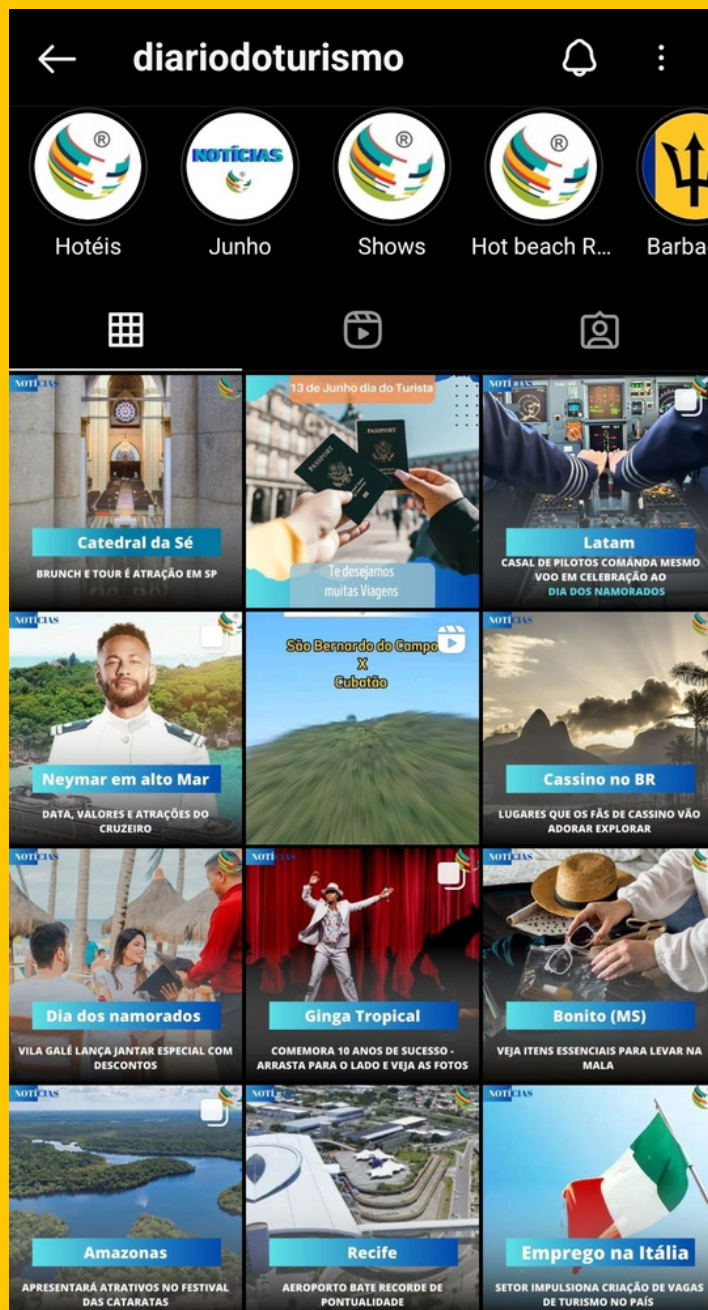 diariodoturismo
®
NOTÍCIAS
®
®
Hotéis
Junho
Shows
Hot beach R...
Barba
NOTÍCIAS
Catedral da Sé
BRUNCH E TOUR É ATRAÇÃO EM SP
13 de Junho dia do Turista
PASSPORT
PASSPORT
Te desejamos
muitas Viagens
NOTÍCIAS
Latam
CASAL DE PILOTOS COMANDA MESMO
VOO EM CELEBRAÇÃO AO
DIA DOS NAMORADOS
NOTÍCIAS
Neymar em alto Mar
DATA, VALORES E ATRAÇÕES DO
CRUZEIRO
São Bernardo do Campo
X
Cubatão
NOTÍCIAS
Cassino no BR
LUGARES QUE OS FÃS DE CASSINO VÃO
ADORAR EXPLORAR
NOTÍCIAS
Dia dos namorados
VILA GALÉ LANÇA JANTAR ESPECIAL COM
DESCONTOS
NOTÍCIAS
Ginga Tropical
COMEMORA 10 ANOS DE SUCESSO -
ARRASTA PARA O LADO E VEJA AS FOTOS
NOTÍCIAS
Bonito (MS)
VEJA ITENS ESSENCIAIS PARA LEVAR NA
MALA
NOTÍCIAS
Amazonas
APRESENTARÁ ATRATIVOS NO FESTIVAL
DAS CATARATAS
NOTÍCIAS
Recife
AEROPORTO BATE RECORDE DE
PONTUALIDADE
NOTÍCIAS
Emprego na Itália
SETOR IMPULSIONA CRIAÇÃO DE VAGAS
DE TURISMO NO PAÍS